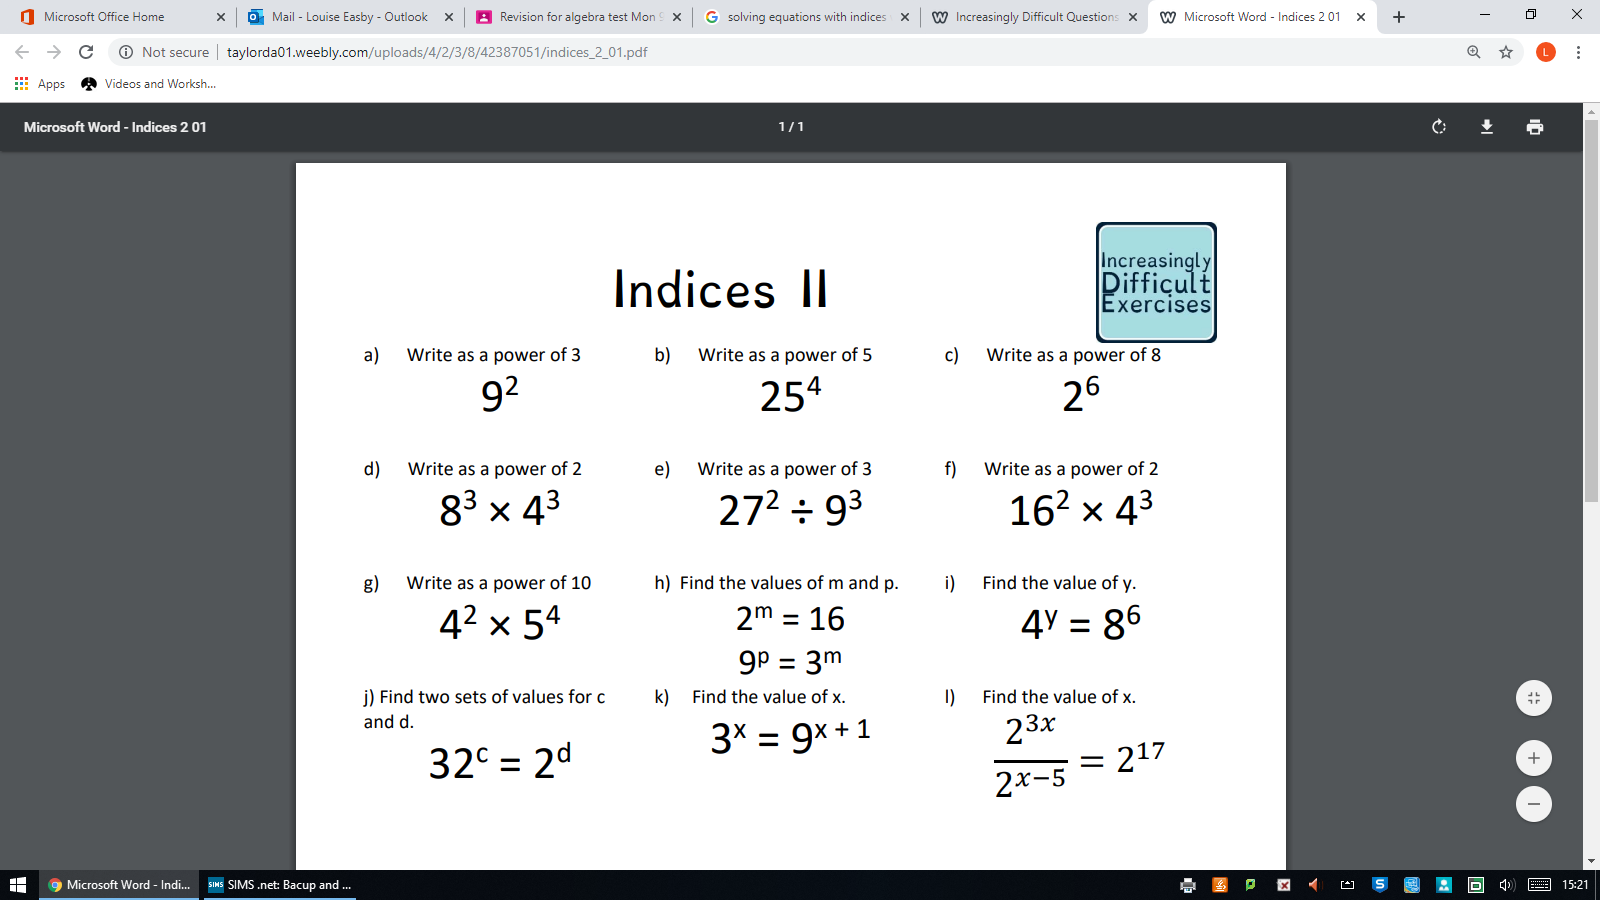 Microsoft Office Home
Mail - Louise Easby - Outlook
Revision for algebra test Mon 9
solving equations with indices
Increasingly Difficult Questions
Microsoft Word - Indices 2 01
Not secure | taylorda01.weebly.com/uploads/4/2/3/8/42387051/indices_2_01.pdf
L
Apps
Videos and Worksh...
Microsoft Word - Indices 2 01
1 / 1
Increasingly
Difficult
Exercises
Indices II
a) Write as a power of 3
9²
b) Write as a power of 5
25⁴
c) Write as a power of 8
2⁶
d) Write as a power of 2
8³ × 4³
e) Write as a power of 3
27² ÷ 9³
f) Write as a power of 2
16² × 4³
g) Write as a power of 10
4² × 5⁴
h) Find the values of m and p.
2ᵐ = 16
9ᵖ = 3ᵐ
i) Find the value of y.
4ʸ = 8⁶
j) Find two sets of values for c
and d.
32ᶜ = 2ᵈ
k) Find the value of x.
3ˣ = 9ˣ ⁺ ¹
l) Find the value of x.
2³ˣ
2ˣ⁻⁵
= 2¹⁷
Microsoft Word - Indi...
SIMS SIMS .net: Bacup and ...
15:21